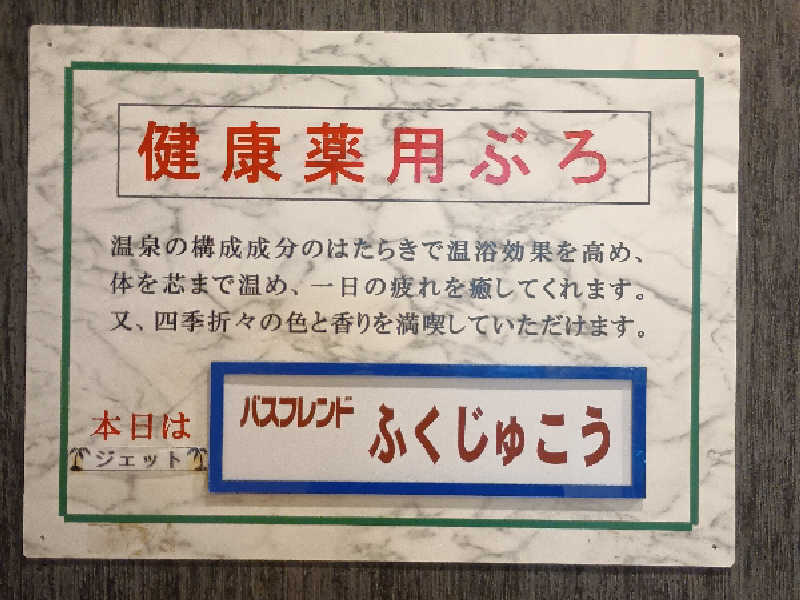 健康薬用ぶろ
温泉の構成成分のはたらきで温浴効果を高め、
体を芯まで温め、一日の疲れを癒してくれます。
又、四季折々の色と香りを満喫していただけます。
本日は
ジェット
バスフレンド ふくじゅこう